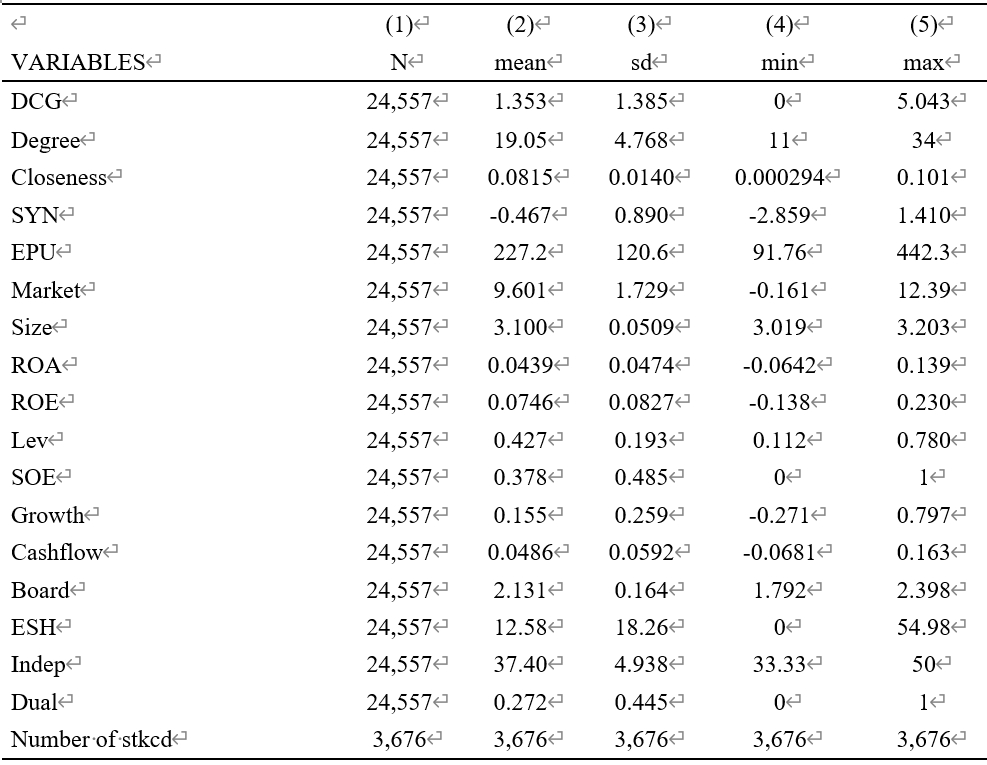 (1) (2) (3) (4) (5)
VARIABLES N mean sd min max
DCG 24,557 1.353 1.385 0 5.043
Degree 24,557 19.05 4.768 11 34
Closeness 24,557 0.0815 0.0140 0.000294 0.101
SYN 24,557 -0.467 0.890 -2.859 1.410
EPU 24,557 227.2 120.6 91.76 442.3
Market 24,557 9.601 1.729 -0.161 12.39
Size 24,557 3.100 0.0509 3.019 3.203
ROA 24,557 0.0439 0.0474 -0.0642 0.139
ROE 24,557 0.0746 0.0827 -0.138 0.230
Lev 24,557 0.427 0.193 0.112 0.780
SOE 24,557 0.378 0.485 0 1
Growth 24,557 0.155 0.259 -0.271 0.797
Cashflow 24,557 0.0486 0.0592 -0.0681 0.163
Board 24,557 2.131 0.164 1.792 2.398
ESH 24,557 12.58 18.26 0 54.98
Indep 24,557 37.40 4.938 33.33 50
Dual 24,557 0.272 0.445 0 1
Number of stkcd 3,676 3,676 3,676 3,676 3,676